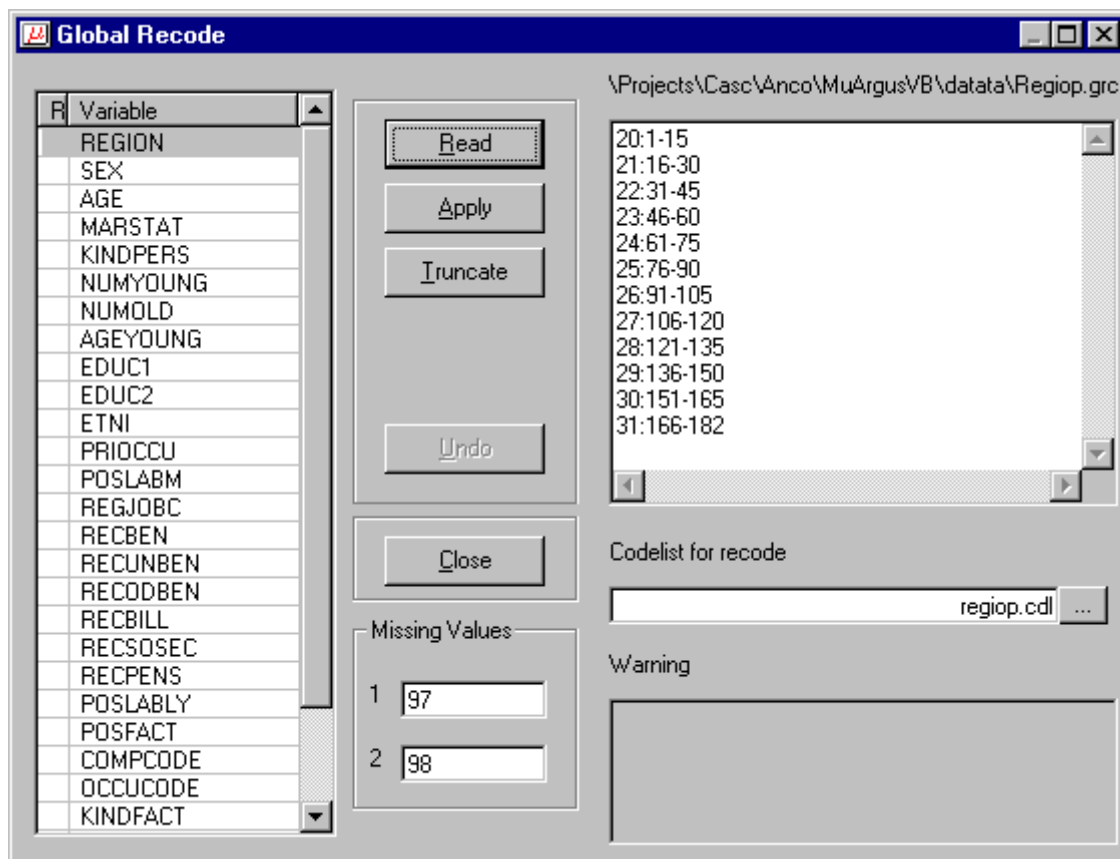 μ Global Recode
R Variable
REGION
SEX
AGE
MARSTAT
KINDPERS
NUMYOUNG
NUMOLD
AGEYOUNG
EDUC1
EDUC2
ETNI
PRIOCCU
POSLABM
REGJOBC
RECBEN
RECUNBEN
RECODBEN
RECBILL
RECSOSEC
RECPENS
POSLABLY
POSFACT
COMPCODE
OCCUCODE
KINDFACT
Read
Apply
Truncate
Undo
Close
Missing Values
1 97
2 98
\Projects\Casc\Anco\MuArgusVB\datata\Regiop.grc
20:1-15
21:16-30
22:31-45
23:46-60
24:61-75
25:76-90
26:91-105
27:106-120
28:121-135
29:136-150
30:151-165
31:166-182
Codelist for recode
regiop.cdl ...
Warning